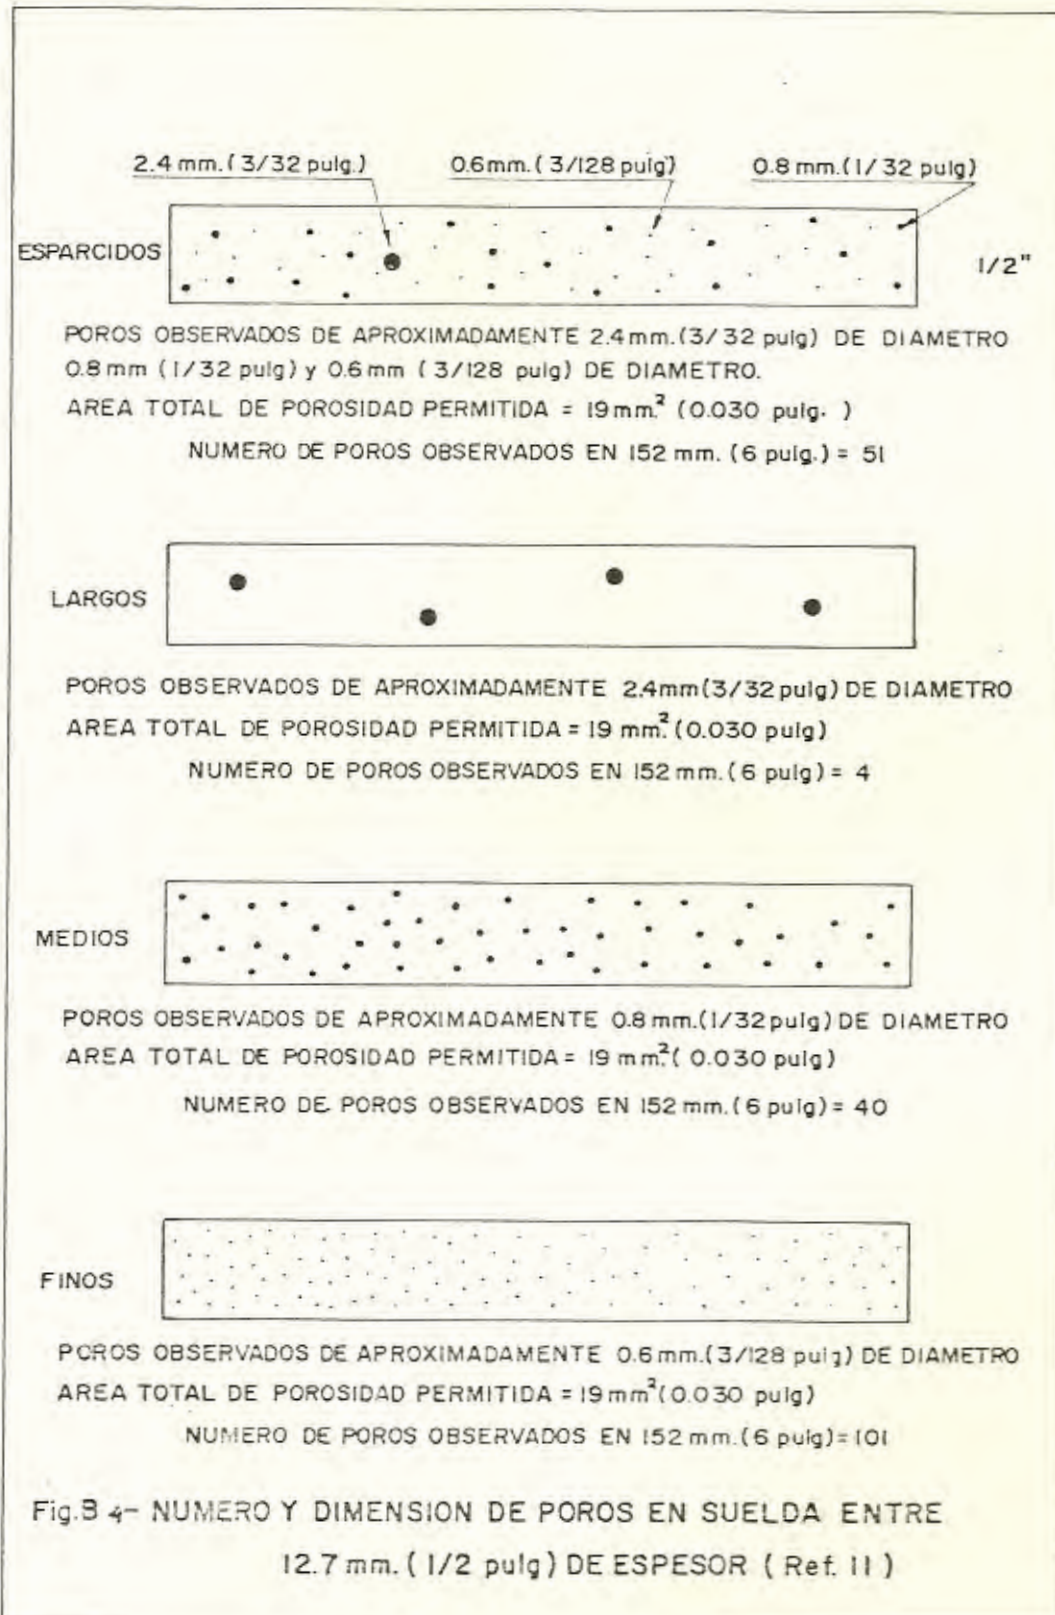 2.4 mm. (3/32 pulg.) 0.6mm. (3/128 pulg) 0.8 mm. (1/32 pulg)
ESPARCIDOS
1/2"
POROS OBSERVADOS DE APROXIMADAMENTE 2.4mm. (3/32 pulg) DE DIAMETRO
0.8 mm (1/32 pulg) y 0.6 mm (3/128 pulg) DE DIAMETRO.
AREA TOTAL DE POROSIDAD PERMITIDA = 19 mm.² (0.030 pulg. )
NUMERO DE POROS OBSERVADOS EN 152 mm. (6 pulg.) = 51
LARGOS
POROS OBSERVADOS DE APROXIMADAMENTE 2.4mm (3/32 pulg) DE DIAMETRO
AREA TOTAL DE POROSIDAD PERMITIDA = 19 mm.² (0.030 pulg)
NUMERO DE POROS OBSERVADOS EN 152 mm. (6 pulg) = 4
MEDIOS
POROS OBSERVADOS DE APROXIMADAMENTE 0.8 mm. (1/32 pulg) DE DIAMETRO
AREA TOTAL DE POROSIDAD PERMITIDA = 19 mm.² ( 0.030 pulg)
NUMERO DE POROS OBSERVADOS EN 152 mm. (6 pulg) = 40
FINOS
POROS OBSERVADOS DE APROXIMADAMENTE 0.6 mm. (3/128 pulg) DE DIAMETRO
AREA TOTAL DE POROSIDAD PERMITIDA = 19 mm² (0.030 pulg)
NUMERO DE POROS OBSERVADOS EN 152 mm. (6 pulg) = 101
Fig. B 4- NUMERO Y DIMENSION DE POROS EN SUELDA ENTRE
12.7 mm. ( 1/2 pulg) DE ESPESOR ( Ref. 11 )